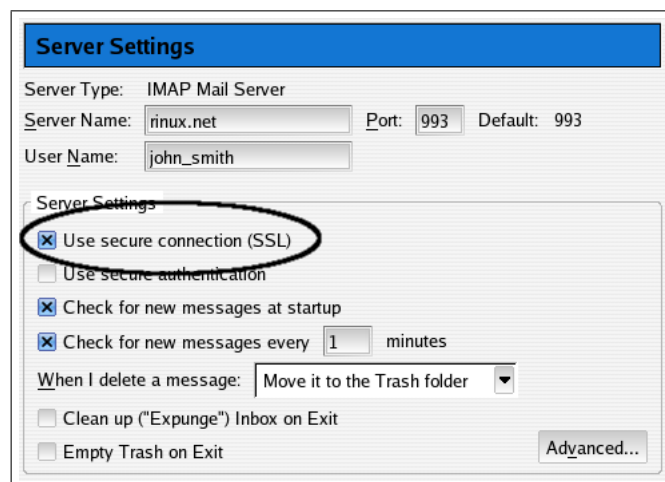 Server Settings
Server Type: IMAP Mail Server
Server Name: rinux.net Port: 993 Default: 993
User Name: john_smith
Server Settings
Use secure connection (SSL)
Use secure authentication
Check for new messages at startup
Check for new messages every 1 minutes
When I delete a message: Move it to the Trash folder
Clean up ("Expunge") Inbox on Exit
Empty Trash on Exit
Advanced...